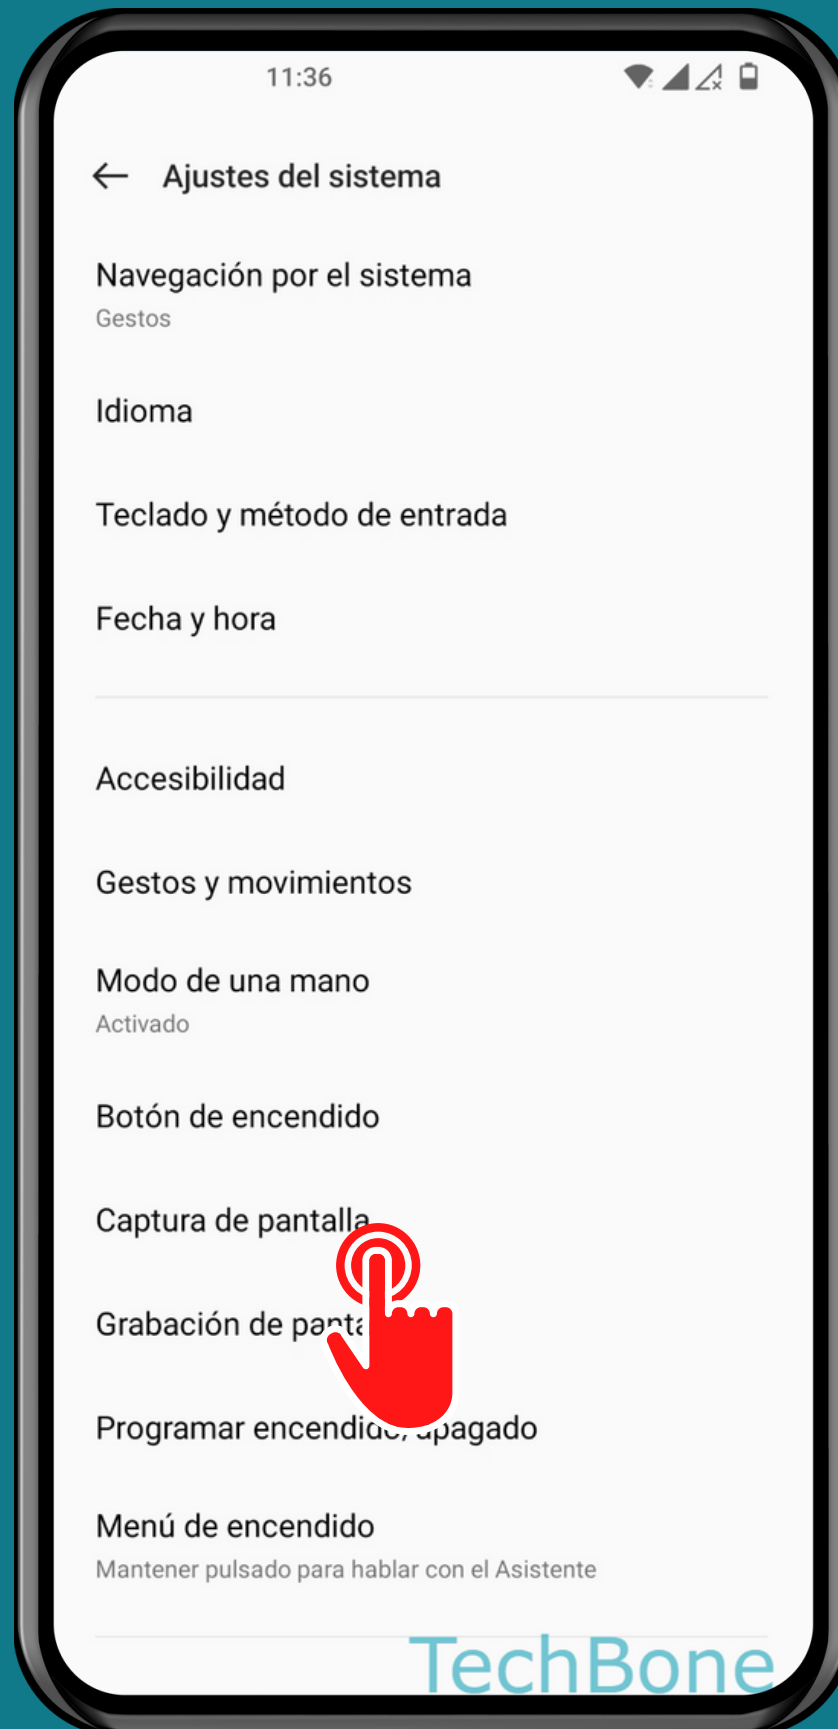 11:36
Ajustes del sistema
Navegación por el sistema
Gestos
Idioma
Teclado y método de entrada
Fecha y hora
Accesibilidad
Gestos y movimientos
Modo de una mano
Activado
Botón de encendido
Captura de pantalla
Grabación de
Programar encendido/apagado
Menú de encendido
Mantener pulsado para hablar con el Asistente
TechBone